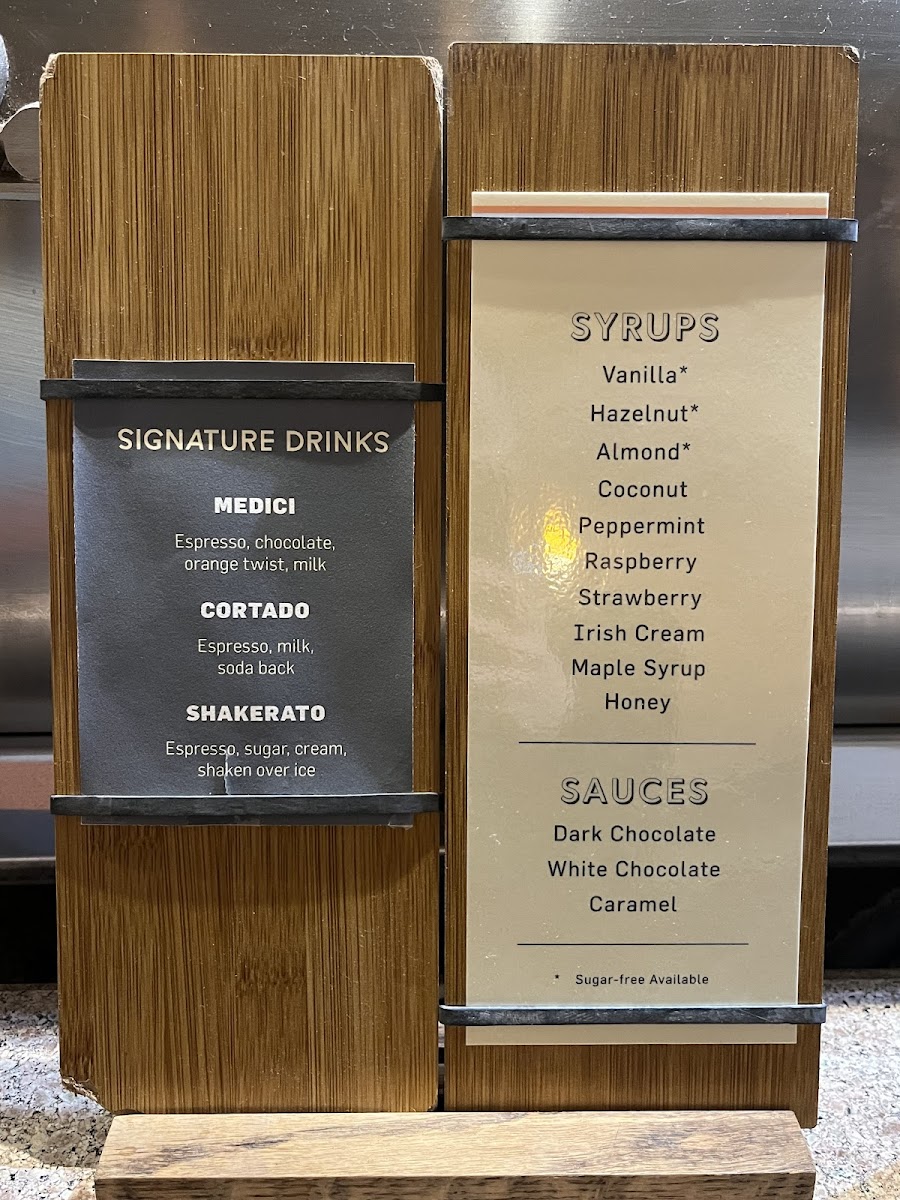 SIGNATURE DRINKS
MEDICI
Espresso, chocolate,
orange twist, milk
CORTADO
Espresso, milk,
soda back
SHAKERATO
Espresso, sugar, cream,
shaken over ice
SYRUPS
Vanilla*
Hazelnut*
Almond*
Coconut
Peppermint
Raspberry
Strawberry
Irish Cream
Maple Syrup
Honey
SAUCES
Dark Chocolate
White Chocolate
Caramel
* Sugar-free Available